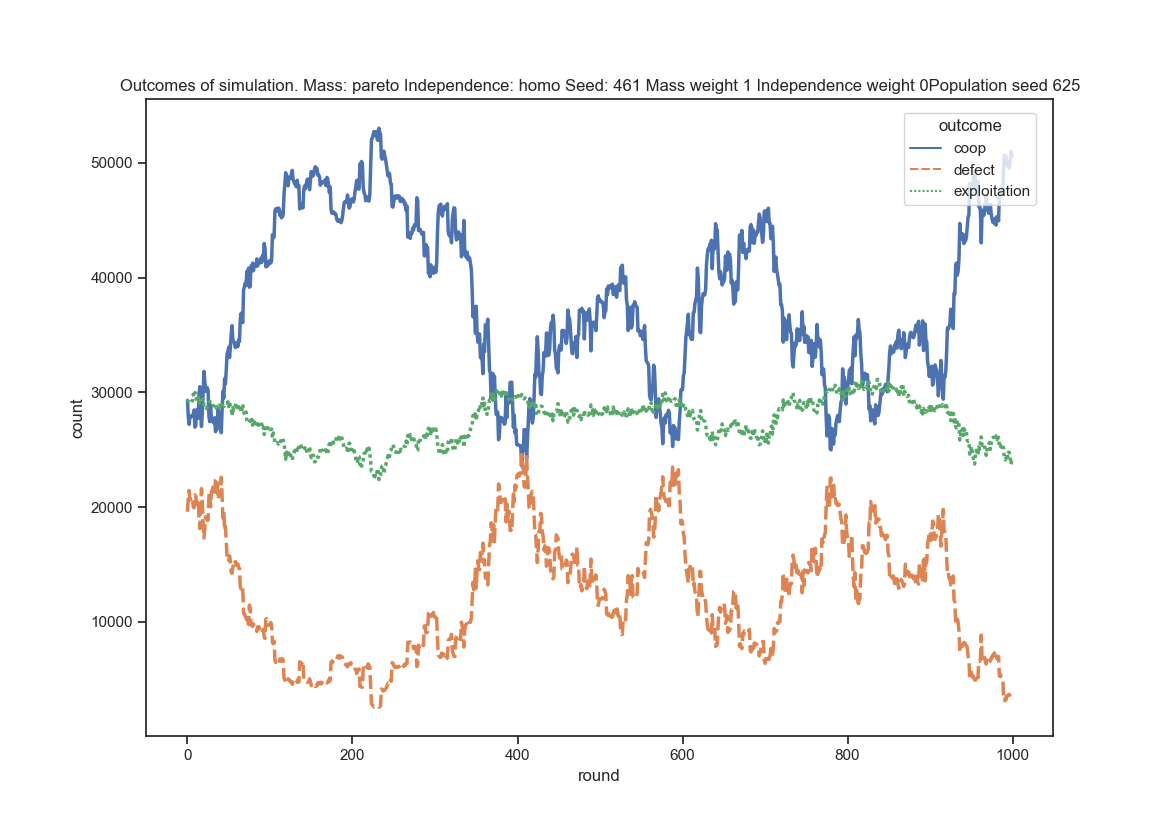 Outcomes of simulation. Mass: pareto Independence: homo Seed: 461 Mass weight 1 Independence weight 0Population seed 625
outcome
coop
defect
exploitation
50000
40000
30000
20000
10000
count
0 200 400 600 800 1000
round